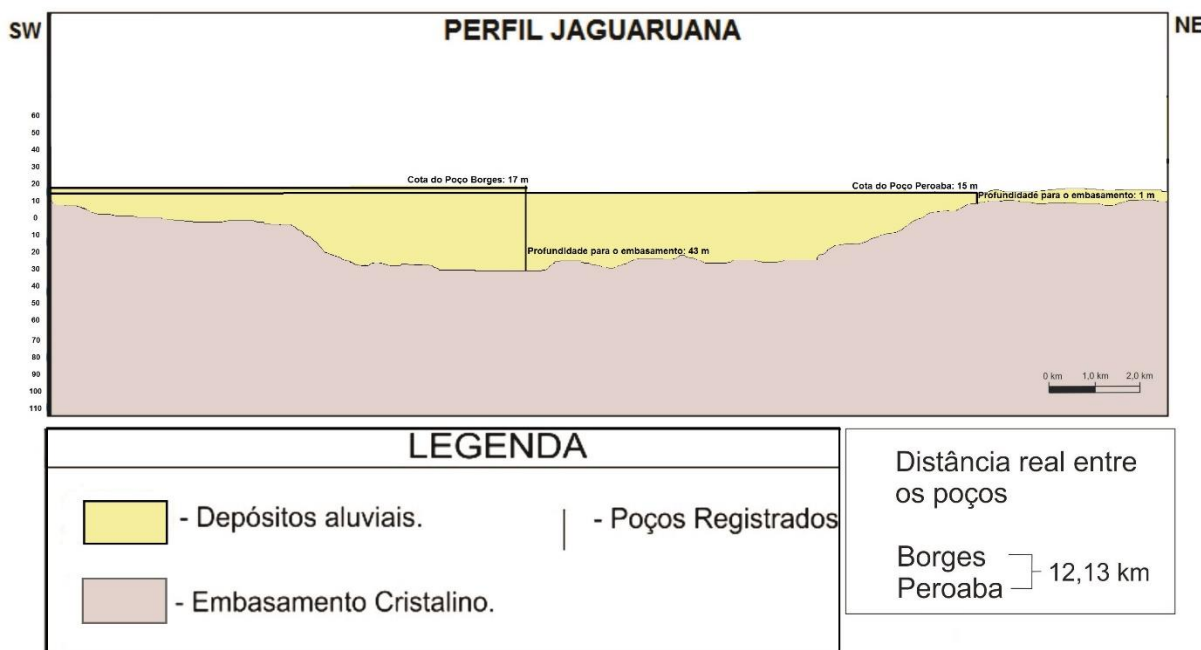 SW
PERFIL JAGUARUANA
NE
60
50
40
30
20
10
0
10
20
30
40
50
60
70
80
90
100
110
Cota do Poço Borges: 17 m
Cota do Poço Peroaba: 15 m
Profundidade para o embasamento: 1 m
Profundidade para o embasamento: 43 m
0 km 1,0 km 2,0 km
LEGENDA
- Depósitos aluviais.
- Poços Registrados
- Embasamento Cristalino.
Distância real entre
os poços
Borges
Peroaba
12,13 km